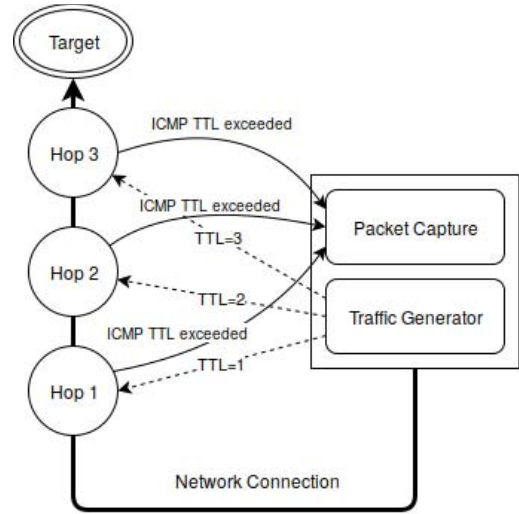 Target
ICMP TTL exceeded
Hop 3
ICMP TTL exceeded
Packet Capture
TTL=3
Hop 2
TTL=2
Traffic Generator
ICMP TTL exceeded
TTL=1
Hop 1
Network Connection